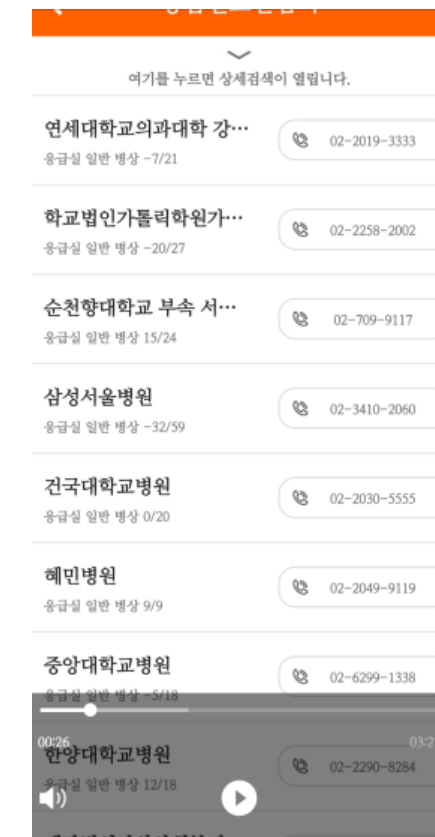 여기를 누르면 상세검색이 열립니다.
연세대학교의과대학 강…
02-2019-3333
응급실 일반 병상 -7/21
학교법인가톨릭학원가…
02-2258-2002
응급실 일반 병상 -20/27
순천향대학교 부속 서…
02-709-9117
응급실 일반 병상 15/24
삼성서울병원
02-3410-2060
응급실 일반 병상 -32/59
건국대학교병원
02-2030-5555
응급실 일반 병상 0/20
혜민병원
02-2049-9119
응급실 일반 병상 9/9
중앙대학교병원
02-6299-1338
응급실 일반 병상 -5/18
00:26
한양대학교병원
02-2290-8284
응급실 일반 병상 12/18